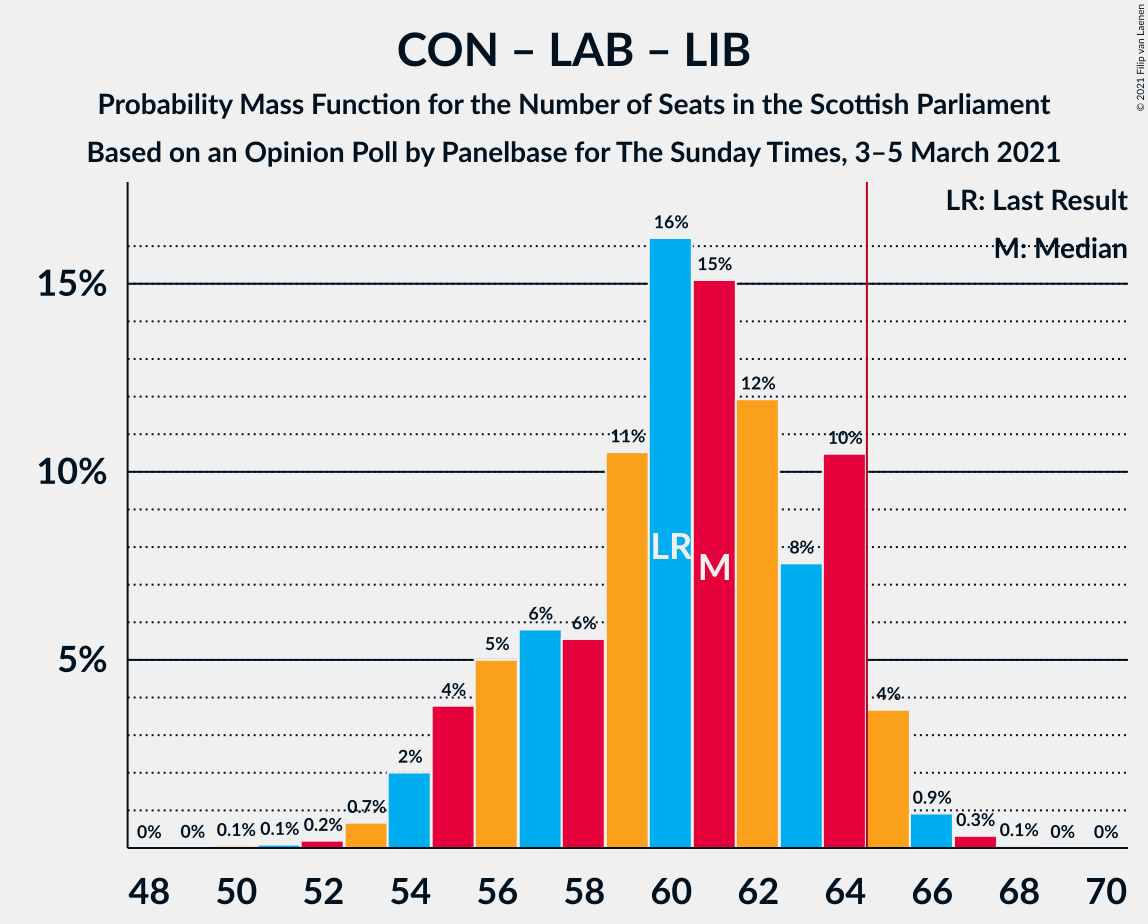 CON – LAB – LIB
Probability Mass Function for the Number of Seats in the Scottish Parliament
Based on an Opinion Poll by Panelbase for The Sunday Times, 3–5 March 2021
© 2021 Filip van Laenen
LR: Last Result
M: Median
15%
10%
5%
0%
0%
0.1%
0.1%
0.2%
0.7%
2%
4%
5%
6%
6%
11%
16%
15%
12%
8%
10%
4%
0.9%
0.3%
0.1%
0%
0%
LR
M
48 50 52 54 56 58 60 62 64 66 68 70